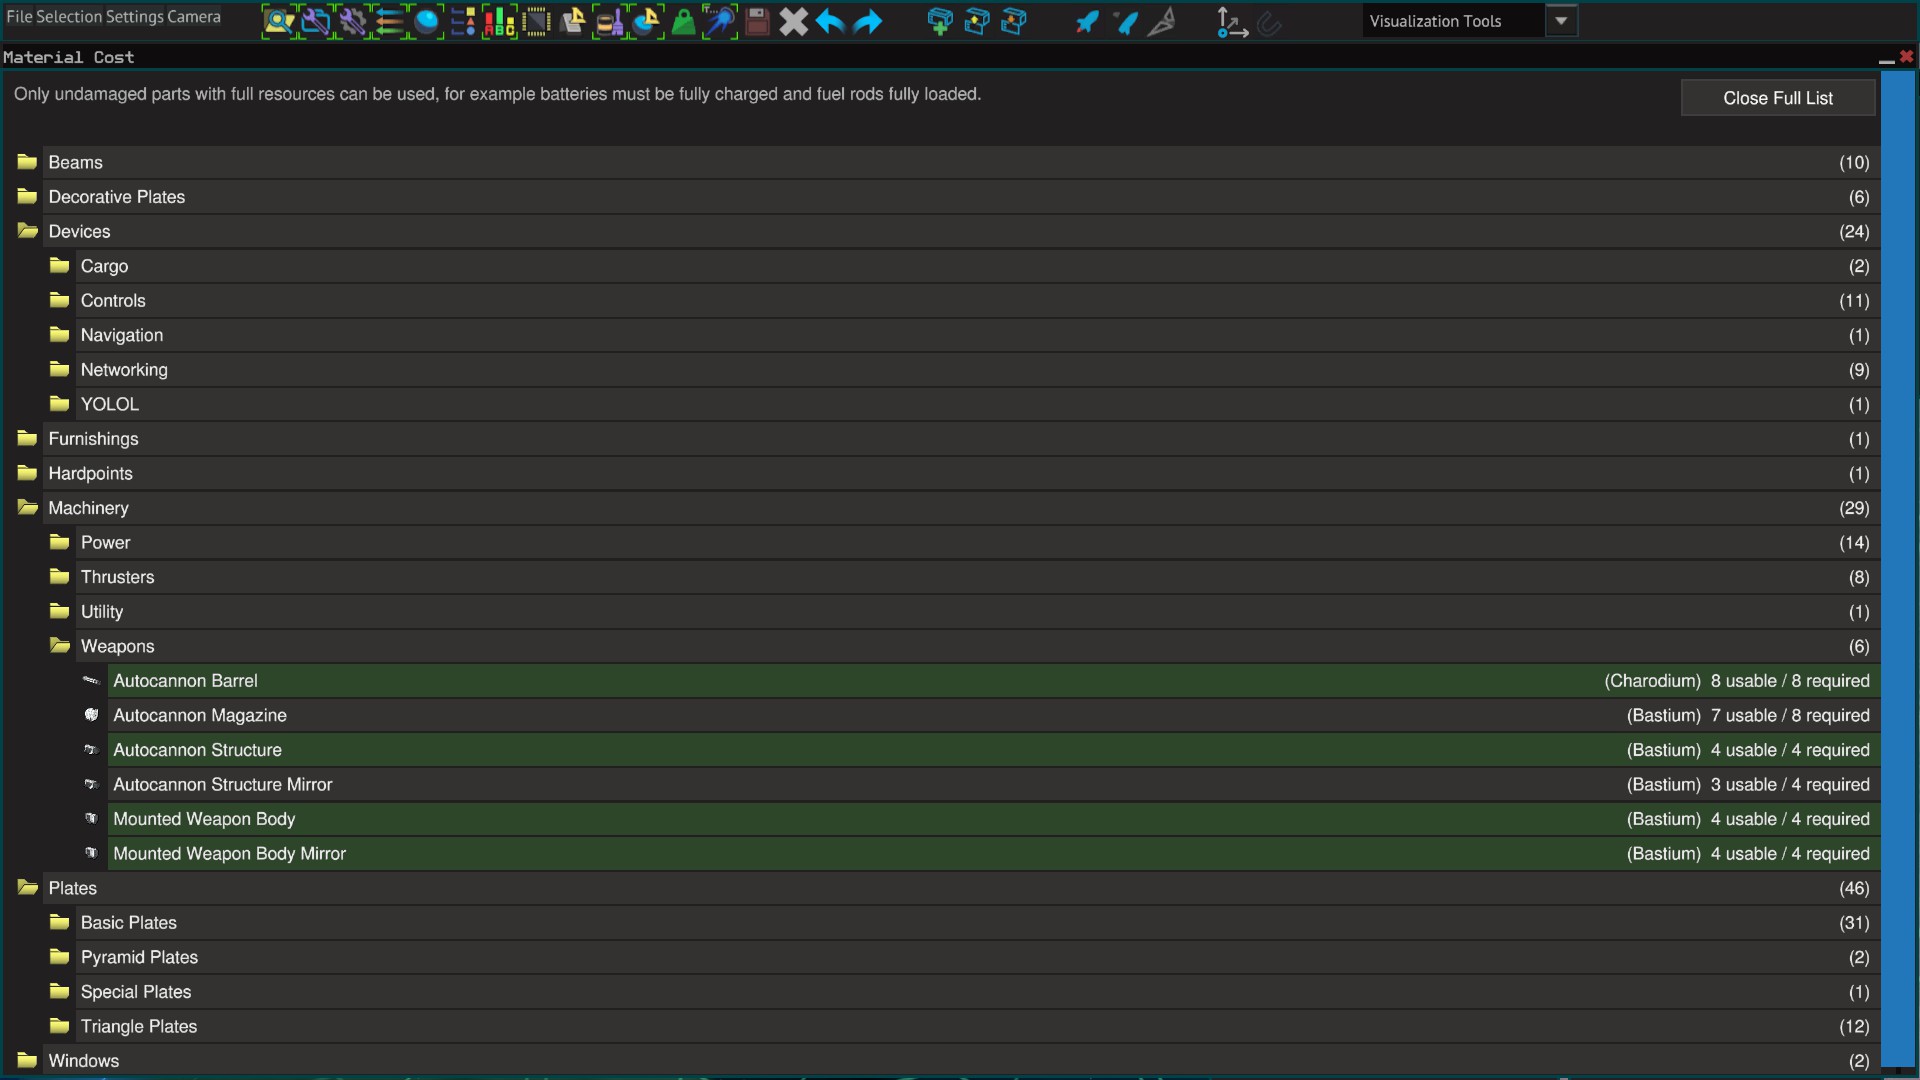 File Selection Settings Camera
ABC
Visualization Tools
Material Cost
Only undamaged parts with full resources can be used, for example batteries must be fully charged and fuel rods fully loaded.
Close Full List
Beams (10)
Decorative Plates (6)
Devices (24)
Cargo (2)
Controls (11)
Navigation (1)
Networking (9)
YOLOL (1)
Furnishings (1)
Hardpoints (1)
Machinery (29)
Power (14)
Thrusters (8)
Utility (1)
Weapons (6)
Autocannon Barrel (Charodium) 8 usable / 8 required
Autocannon Magazine (Bastium) 7 usable / 8 required
Autocannon Structure (Bastium) 4 usable / 4 required
Autocannon Structure Mirror (Bastium) 3 usable / 4 required
Mounted Weapon Body (Bastium) 4 usable / 4 required
Mounted Weapon Body Mirror (Bastium) 4 usable / 4 required
Plates (46)
Basic Plates (31)
Pyramid Plates (2)
Special Plates (1)
Triangle Plates (12)
Windows (2)